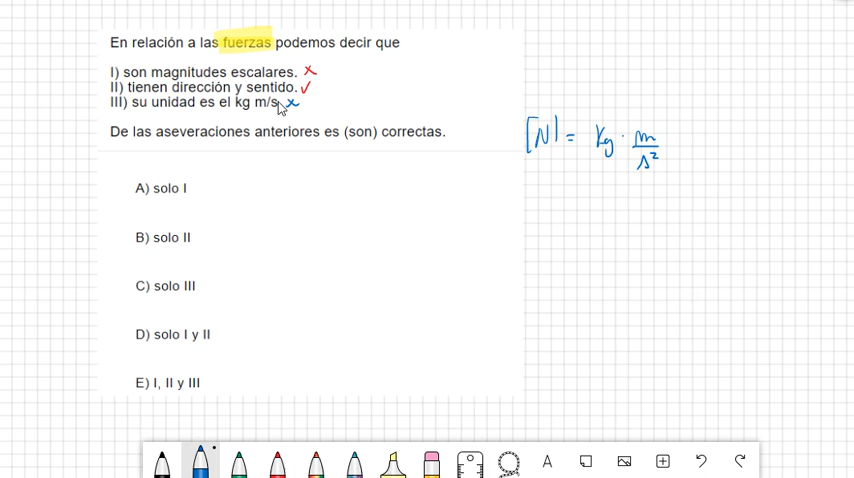 En relación a las fuerzas podemos decir que
I) son magnitudes escalares. x
II) tienen dirección y sentido. ✓
III) su unidad es el kg m/s x
De las aseveraciones anteriores es (son) correctas.
[N] = kg · m/s²
A) solo I
B) solo II
C) solo III
D) solo I y II
E) I, II y III
A